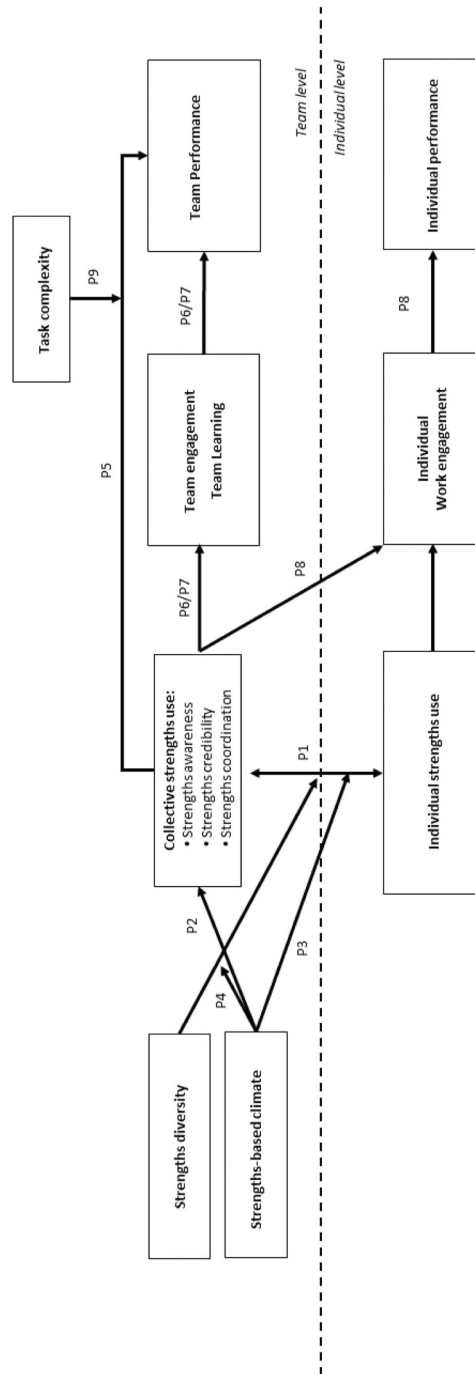 Task complexity
P9
P5
Strengths diversity
Strengths-based climate
P2
P4
P3
Collective strengths use:
• Strengths awareness
• Strengths credibility
• Strengths coordination
P6/P7
Team engagement
Team Learning
P6/P7
Team Performance
P1
P8
Team level
Individual level
Individual strengths use
Individual
Work engagement
P8
Individual performance